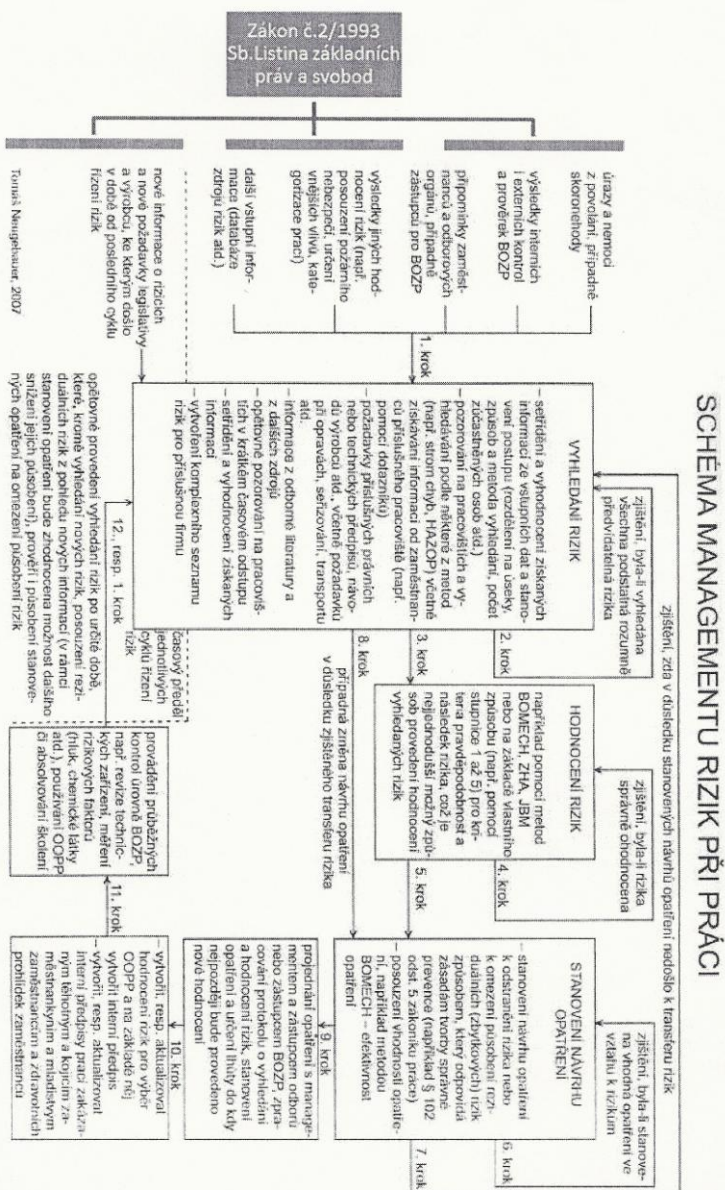 SCHÉMA MANAGEMENTU RIZIK PŘI PRÁCI
Zákon č.2/1993
Sb.Listina základních
práv a svobod
úrazy a nemoci
z povolání, případně
skoronehody
výsledky interních
i externích kontrol
a prověrek BOZP
připomínky zaměst-
nanců a odborových
orgánů, případně
zástupců pro BOZP
výsledky jiných hod-
nocení rizik (např.
posouzení požárního
nebezpečí, určení
vnějších vlivů, kate-
gorizace prací)
další vstupní infor-
mace (databáze
zdrojů rizik atd.)
nové informace o rizicích
a nové požadavky legislativy
a výrobců, ke kterým došlo
v době od posledního cyklu
řízení rizik
1. krok
zjištění, zda v důsledku stanovených návrhů opatření nedošlo k transferu rizik
zjištění, byla-li vyhledána
všechna podstatná rozumně
předvídatelná rizika
VYHLEDÁNÍ RIZIK
– setřídění a vyhodnocení získaných
informací ze vstupních dat a stano-
vení postupu (rozdělení na úseky,
způsob a metoda vyhledání, počet
zúčastněných osob atd.)
– pozorování na pracovištích a vy-
hledávání podle některé z metod
(např. strom chyb, HAZOP) včetně
získávání informací od zaměstnan-
ců příslušného pracoviště (např.
pomocí dotazníků)
– požadavky příslušných právních
nebo technických předpisů, návo-
dů výrobců atd., včetně požadavků
při opravách, seřizování, transportu
atd.
– informace z odborné literatury a
z dalších zdrojů
– opětovné pozorování na pracoviš-
tích v krátkém časovém odstupu
– setřídění a vyhodnocení získaných
informací
– vytvoření komplexního seznamu
rizik pro příslušnou firmu
2. krok
3. krok
8. krok
případná změna návrhu opatření
v důsledku zjištěného transferu rizika
zjištění, byla-li rizika
správně ohodnocena
HODNOCENÍ RIZIK
například pomocí metod
BOMECH, ZHA, JBM
nebo na základě vlastního
způsobu (např. pomocí
stupnice 1 až 5) pro kri-
téria pravděpodobnost a
následek rizika, což je
nejjednodušší možný způ-
sob provedení hodnocení
vyhledaných rizik
4. krok
5. krok
zjištění, byla-li stanove-
na vhodná opatření ve
vztahu k rizikům
STANOVENÍ NÁVRHU
OPATŘENÍ
– stanovení návrhu opatření
k odstranění rizika nebo
k omezení působení rezi-
duálních (zbytkových) rizik
způsobem, který odpovídá
zásadám tvorby správné
prevence (například § 102
odst. 5 zákoníku práce)
– posouzení vhodnosti opatře-
ní, například metodou
BOMECH – efektivnost
opatření
6. krok
7. krok
9. krok
projednání opatření s manage-
mentem a zástupcem odborů
nebo zástupcem BOZP, zpra-
cování protokolu o vyhledání
a hodnocení rizik, stanovení
opatření a určení lhůty do kdy
nejpozději bude provedeno
nové hodnocení
10. krok
– vytvoří, resp. aktualizovat
hodnocení rizik pro výběr
OOPP a na základě něj
vytvoří interní předpis
– vytvoří, resp. aktualizovat
interní předpisy prací zakáza-
ným těhotným a kojícím za-
městnankyním a mladistvým
zaměstnancům a zdravotních
prohlídek zaměstnanců
11. krok
provádění průběžných
kontrol úrovně BOZP,
např. revize technic-
kých zařízení, měření
rizikových faktorů
(hluk, chemické látky
atd.), používání OOPP
či absolvování školení
časový předěl
jednotlivých
cyklů řízení
rizik
12., resp. 1. krok
opětovné provedení vyhledání rizik po určité době,
které, kromě vyhledání nových rizik, posouzení rezi-
duálních rizik z pohledu nových informací (v rámci
stanovení opatření bude zhodnocena možnost dalšího
snížení jejich působení), prověří i působení stanove-
ných opatření na omezení působení rizik
Tomáš Neugebauer, 2007